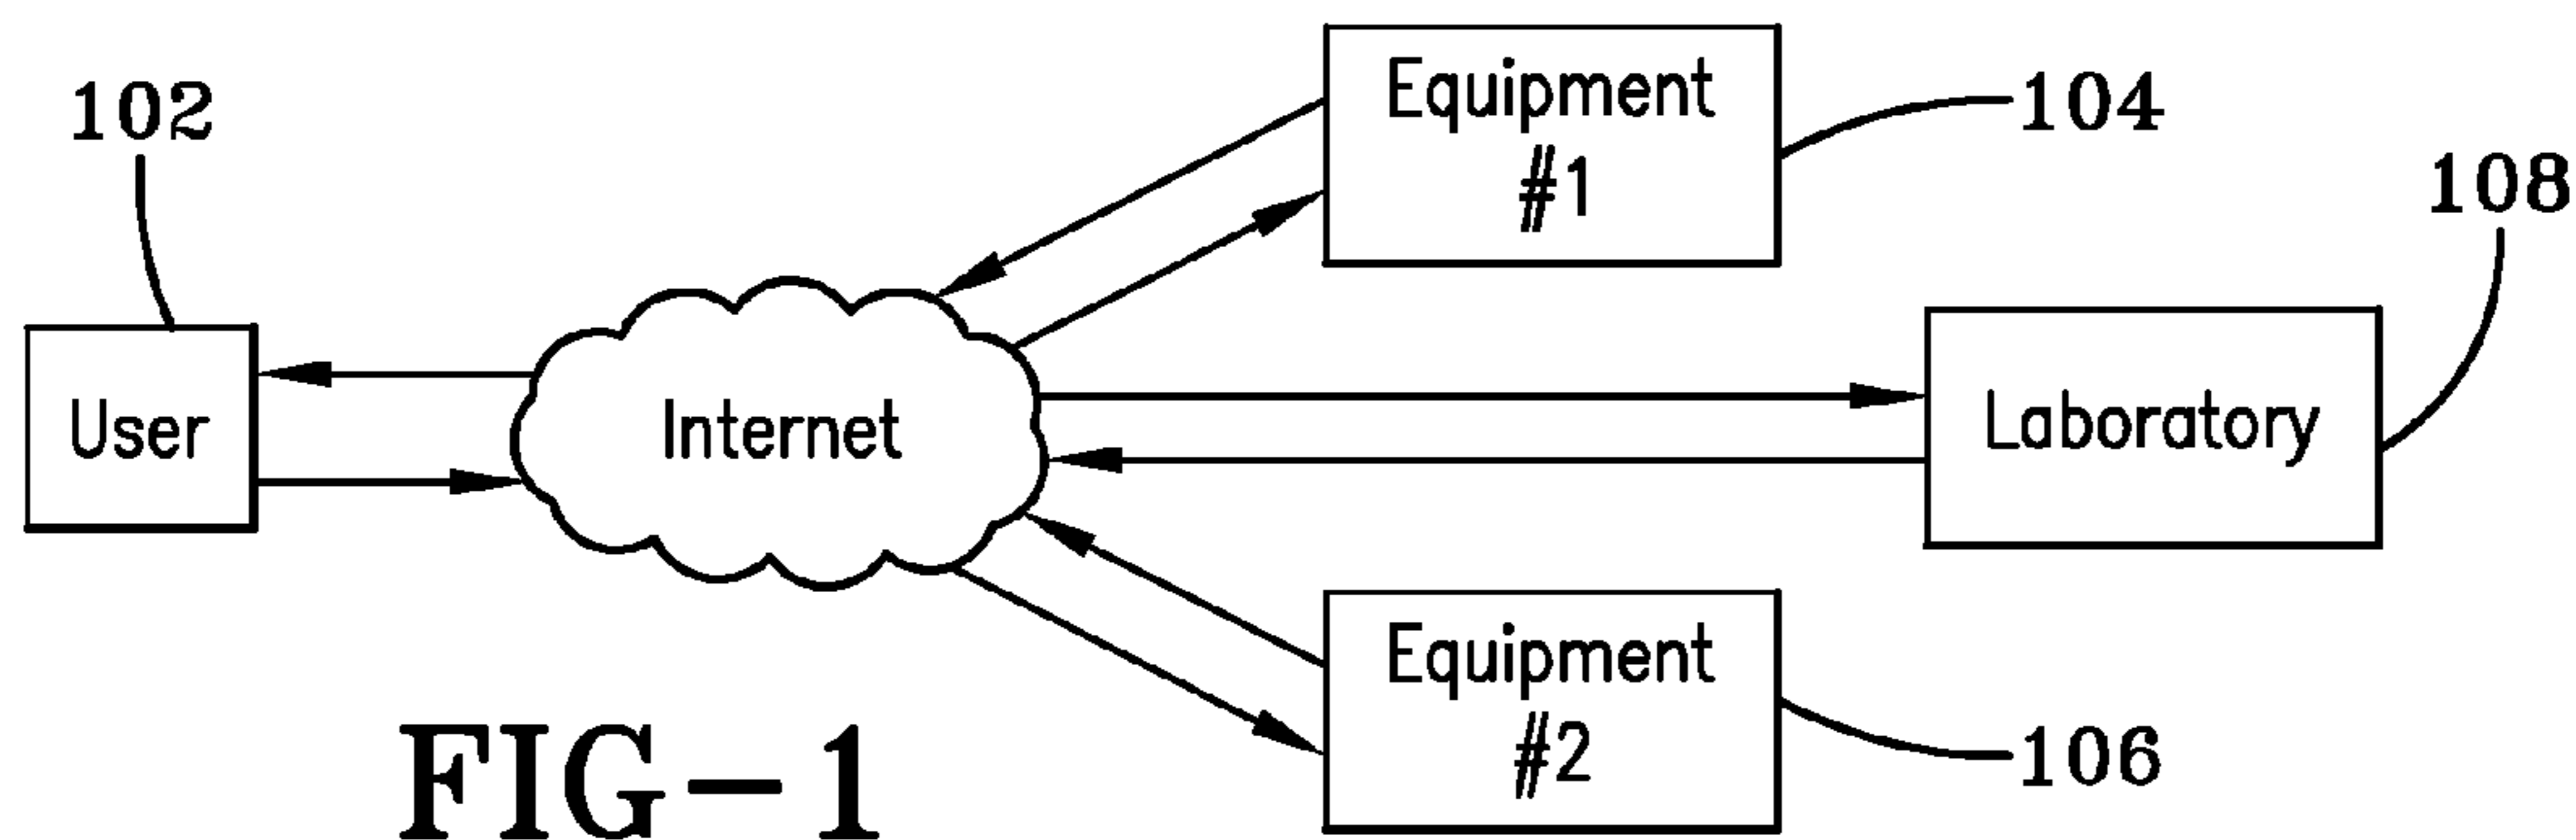 102
Equipment
#1
104
108
User
Internet
Laboratory
Equipment
#2
106
FIG-1